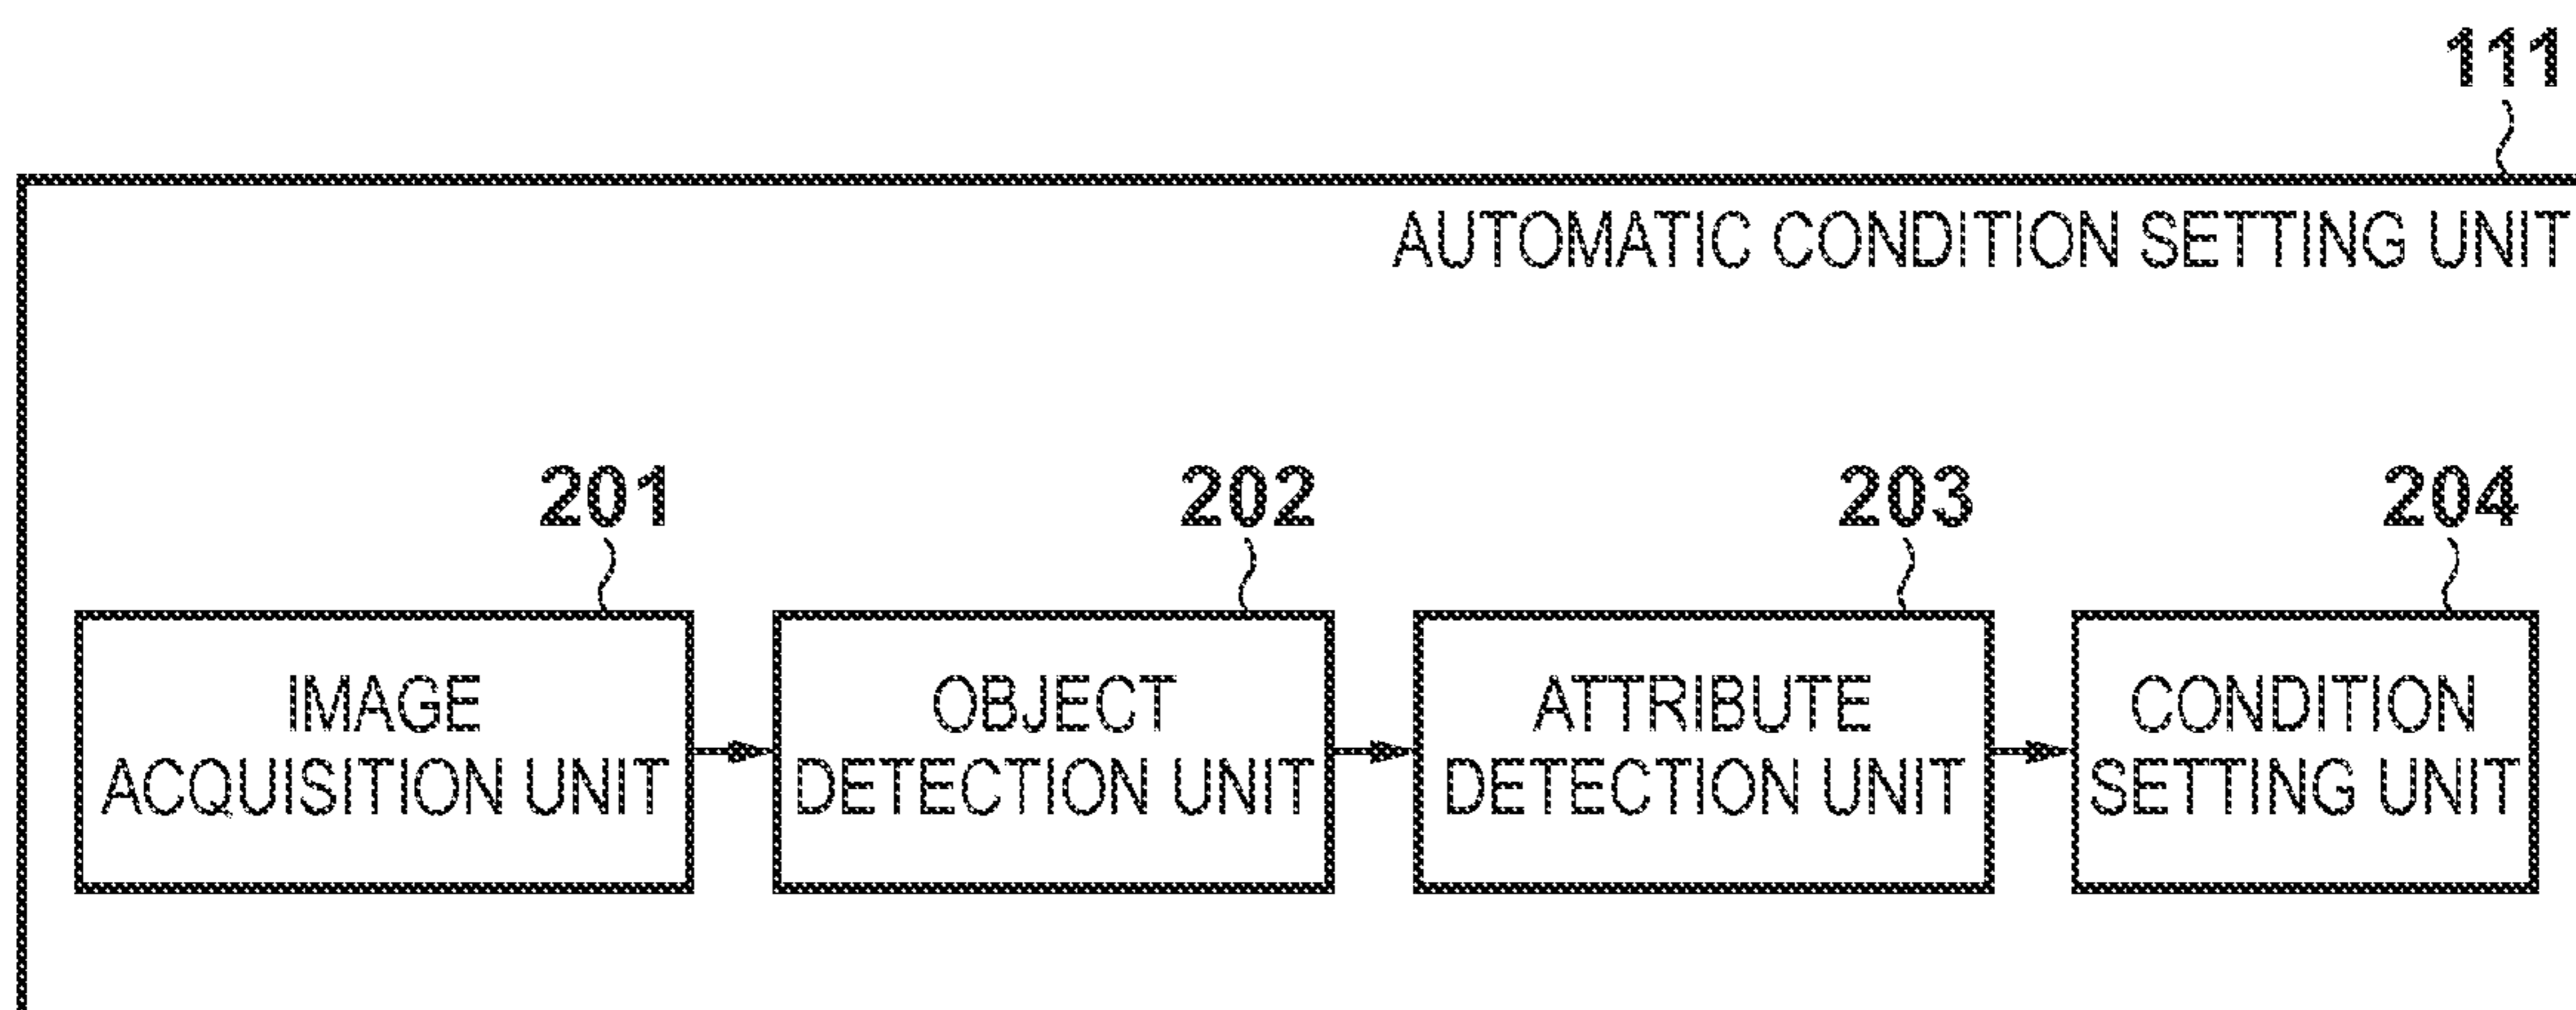 111
AUTOMATIC CONDITION SETTING UNIT
201
202
203
204
IMAGE
ACQUISITION UNIT
OBJECT
DETECTION UNIT
ATTRIBUTE
DETECTION UNIT
CONDITION
SETTING UNIT